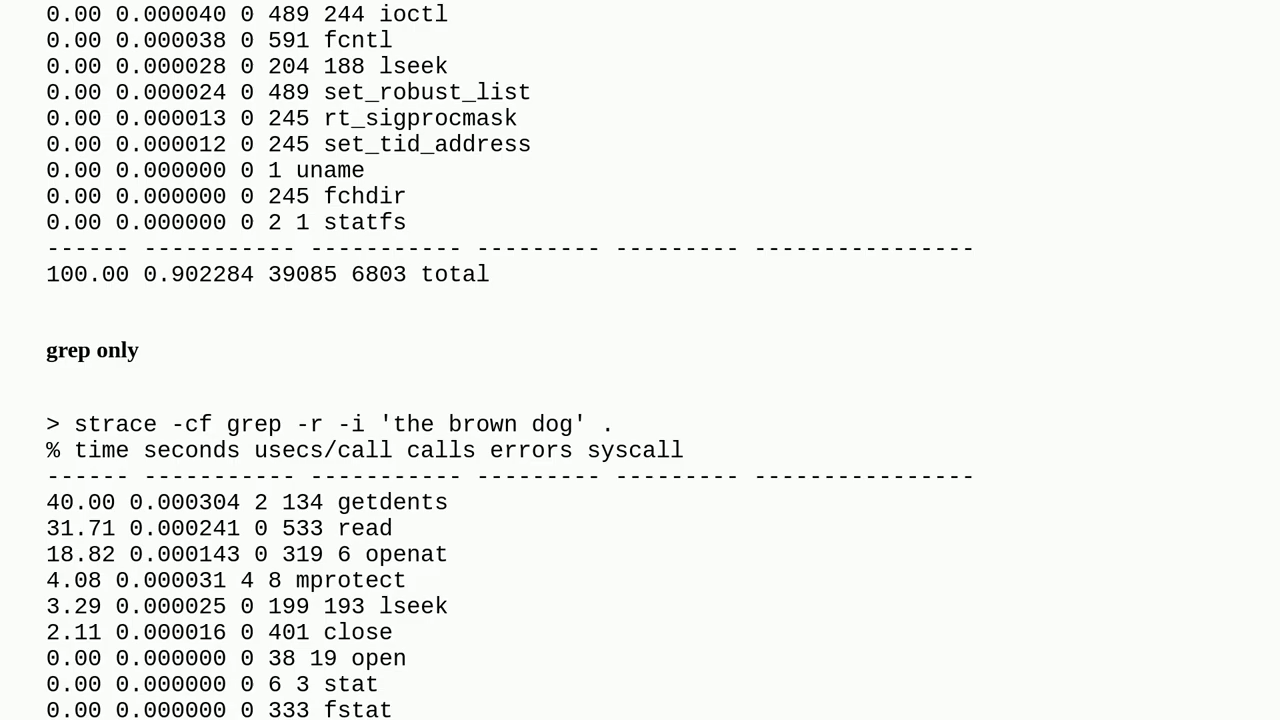 0.00 0.000040 0 489 244 ioctl
0.00 0.000038 0 591 fcntl
0.00 0.000028 0 204 188 lseek
0.00 0.000024 0 489 set_robust_list
0.00 0.000013 0 245 rt_sigprocmask
0.00 0.000012 0 245 set_tid_address
0.00 0.000000 0 1 uname
0.00 0.000000 0 245 fchdir
0.00 0.000000 0 2 1 statfs
------ ----------- ----------- --------- --------- ----------------
100.00 0.902284 39085 6803 total
grep only
> strace -cf grep -r -i 'the brown dog' .
% time seconds usecs/call calls errors syscall
------ ----------- ----------- --------- --------- ----------------
40.00 0.000304 2 134 getdents
31.71 0.000241 0 533 read
18.82 0.000143 0 319 6 openat
4.08 0.000031 4 8 mprotect
3.29 0.000025 0 199 193 lseek
2.11 0.000016 0 401 close
0.00 0.000000 0 38 19 open
0.00 0.000000 0 6 3 stat
0.00 0.000000 0 333 fstat